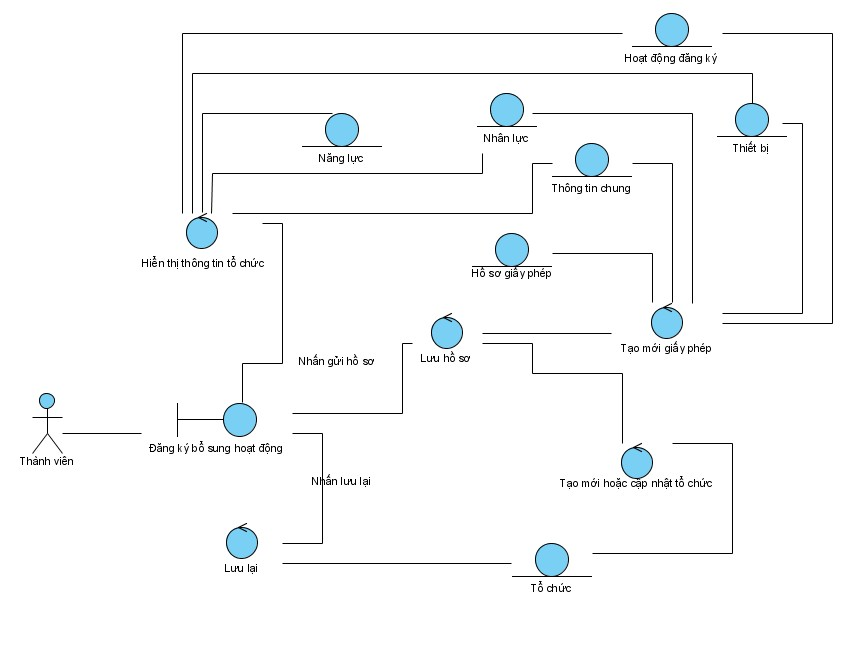 Hoạt động đăng ký
Nhân lực
Thiết bị
Năng lực
Thông tin chung
Hiển thị thông tin tổ chức
Hồ sơ giấy phép
Tạo mới giấy phép
Lưu hồ sơ
Nhấn gửi hồ sơ
Đăng ký bổ sung hoạt động
Thành viên
Nhấn lưu lại
Tạo mới hoặc cập nhật tổ chức
Lưu lại
Tổ chức